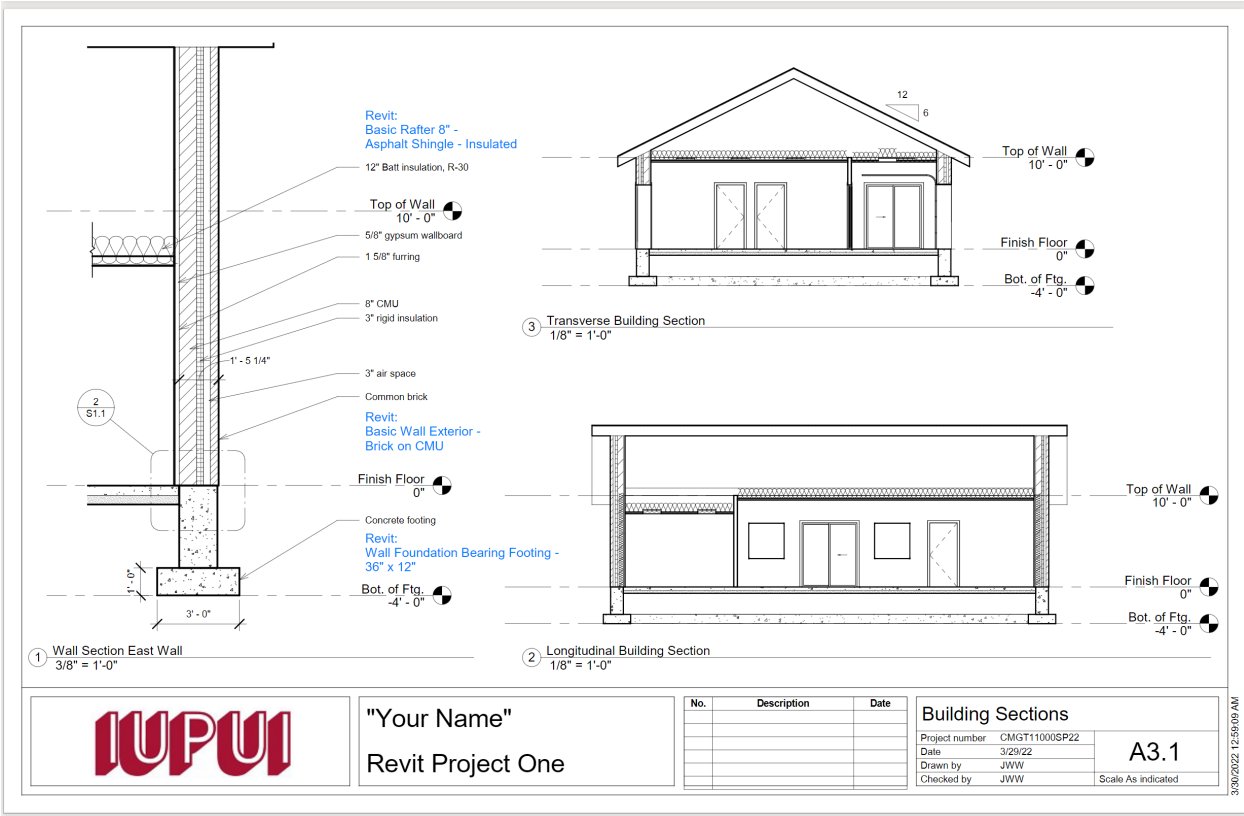 Revit:
Basic Rafter 8" -
Asphalt Shingle - Insulated
12" Batt insulation, R-30
Top of Wall
10' - 0"
5/8" gypsum wallboard
1 5/8" furring
8" CMU
3" rigid insulation
1' - 5 1/4"
3" air space
Common brick
2
S1.1
Revit:
Basic Wall Exterior -
Brick on CMU
Finish Floor
0"
Concrete footing
Revit:
Wall Foundation Bearing Footing -
36" x 12"
1' - 0"
Bot. of Ftg.
-4' - 0"
3' - 0"
1
Wall Section East Wall
3/8" = 1'-0"
12
6
Top of Wall
10' - 0"
Finish Floor
0"
Bot. of Ftg.
-4' - 0"
3
Transverse Building Section
1/8" = 1'-0"
Top of Wall
10' - 0"
Finish Floor
0"
Bot. of Ftg.
-4' - 0"
2
Longitudinal Building Section
1/8" = 1'-0"
IUPUI
"Your Name"
Revit Project One
No. Description Date
Building Sections
Project number CMGT11000SP22
Date 3/29/22
Drawn by JWW
Checked by JWW
A3.1
Scale As indicated
3/30/2022 12:59:09 AM